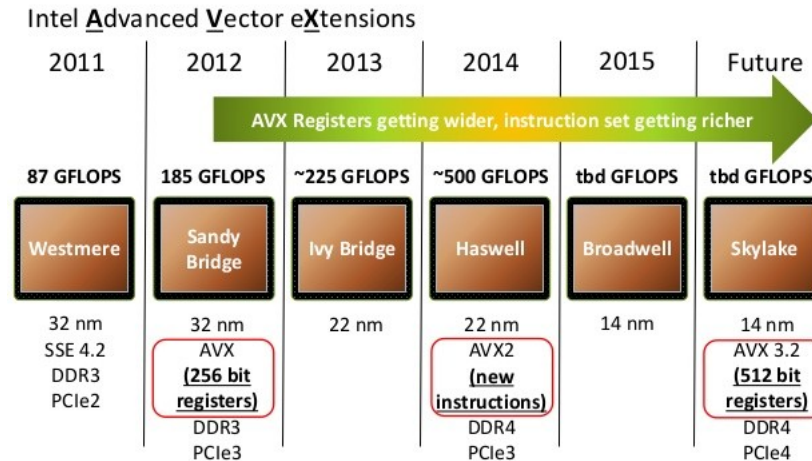 Intel Advanced Vector eXtensions
2011 2012 2013 2014 2015 Future
AVX Registers getting wider, instruction set getting richer
87 GFLOPS 185 GFLOPS ~225 GFLOPS ~500 GFLOPS tbd GFLOPS tbd GFLOPS
Westmere
Sandy
Bridge
Ivy Bridge
Haswell
Broadwell
Skylake
32 nm
SSE 4.2
DDR3
PCIe2
32 nm
AVX
(256 bit
registers)
DDR3
PCIe3
22 nm
22 nm
AVX2
(new
instructions)
DDR4
PCIe3
14 nm
14 nm
AVX 3.2
(512 bit
registers)
DDR4
PCIe4